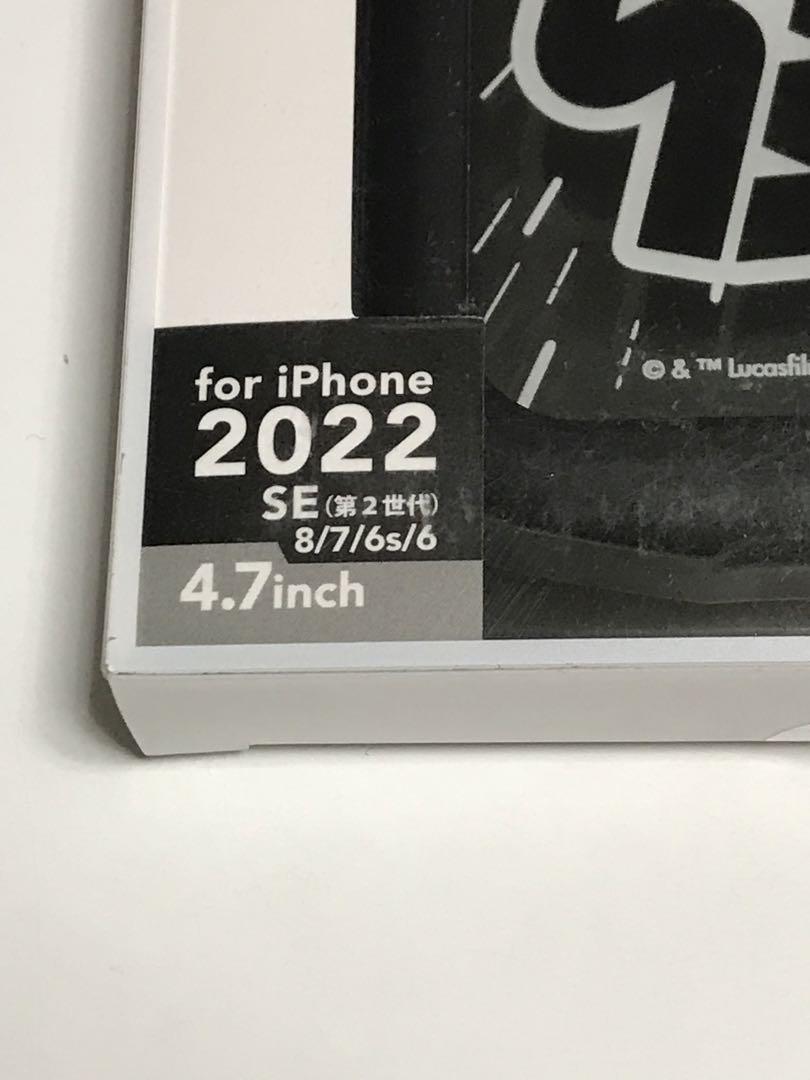 © & ™ Lucasfil
for iPhone
2022
SE (第2世代)
8/7/6s/6
4.7inch